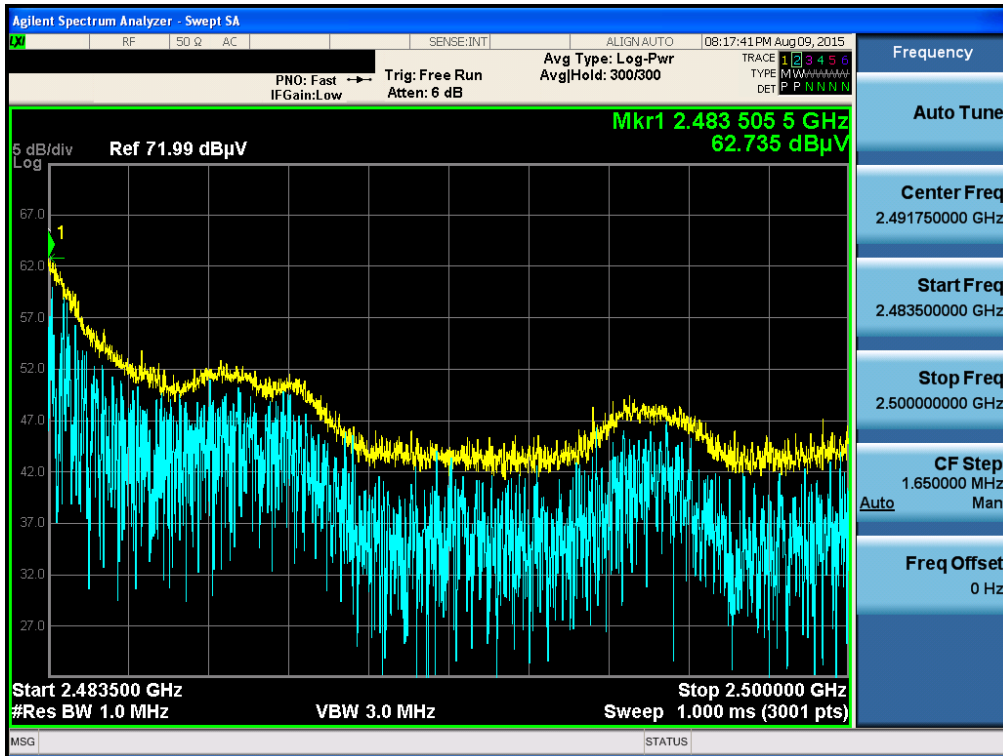 Agilent Spectrum Analyzer - Swept SA
LXI RF 50 Ω AC SENSE:INT ALIGN AUTO 08:17:41 PM Aug 09, 2015
Frequency
PNO: Fast
IFGain:Low
Trig: Free Run
Atten: 6 dB
Avg Type: Log-Pwr
Avg|Hold: 300/300
TRACE 1 2 3 4 5 6
TYPE M
DET P P N N N N
Mkr1 2.483 505 5 GHz
62.735 dBµV
5 dB/div Ref 71.99 dBµV
Log
67.0
1
62.0
57.0
52.0
47.0
42.0
37.0
32.0
27.0
Start 2.483500 GHz Stop 2.500000 GHz
#Res BW 1.0 MHz VBW 3.0 MHz Sweep 1.000 ms (3001 pts)
MSG STATUS
Auto Tune
Center Freq
2.491750000 GHz
Start Freq
2.483500000 GHz
Stop Freq
2.500000000 GHz
CF Step
1.650000 MHz
Auto Man
Freq Offset
0 Hz